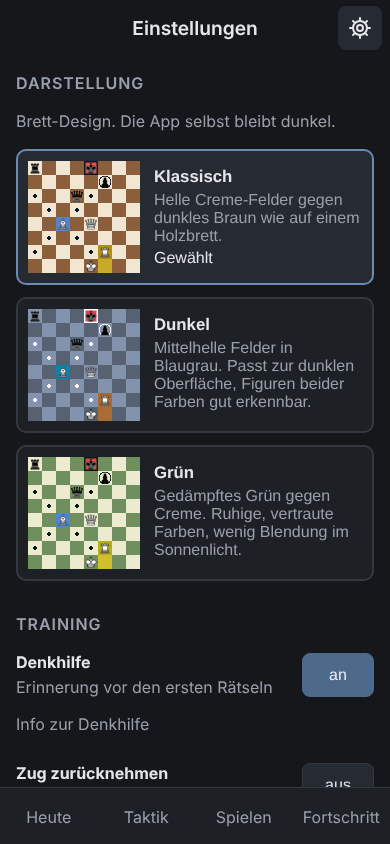 Einstellungen
DARSTELLUNG
Brett-Design. Die App selbst bleibt dunkel.
Klassisch
Helle Creme-Felder gegen
dunkles Braun wie auf einem
Holzbrett.
Gewählt
Dunkel
Mittelhelle Felder in
Blaugrau. Passt zur dunklen
Oberfläche, Figuren beider
Farben gut erkennbar.
Grün
Gedämpftes Grün gegen
Creme. Ruhige, vertraute
Farben, wenig Blendung im
Sonnenlicht.
TRAINING
Denkhilfe
Erinnerung vor den ersten Rätseln
an
Info zur Denkhilfe
Zug zurücknehmen
aus
Heute
Taktik
Spielen
Fortschritt